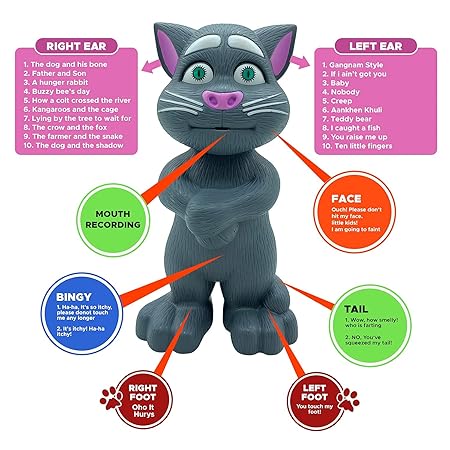 RIGHT EAR
1. The dog and his bone
2. Father and Son
3. A hunger rabbit
4. Buzzy bee's day
5. How a colt crossed the river
6. Kangaroos and the cage
7. Lying by the tree to wait for
8. The crow and the fox
9. The farmer and the snake
10. The dog and the shadow
LEFT EAR
1. Gangnam Style
2. If i ain't got you
3. Baby
4. Nobody
5. Creep
6. Aankhen Khuli
7. Teddy bear
8. I caught a fish
9. You raise me up
10. Ten little fingers
MOUTH
RECORDING
FACE
Ouch! Please don't
hit my face.
little kids!
I am going to faint
BINGY
1. Ha-ha, It's so itchy,
please donot touch
me any longer
2. It's itchy! Ha-ha
itchy!
TAIL
1. Wow, how smelly!
who is farting
2. NO, You've
squeezed my tail!
RIGHT
FOOT
Oho It
Hurys
LEFT
FOOT
You touch my
foot!